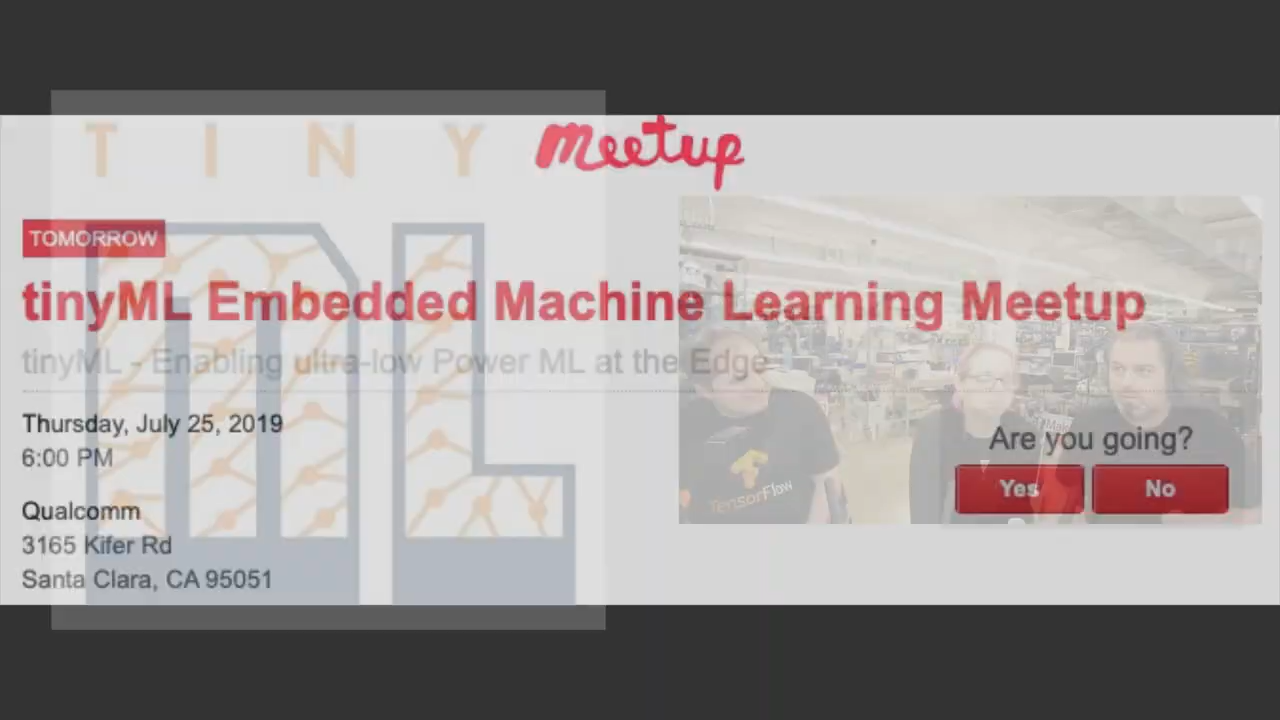 T I N Y
Meetup
TOMORROW
ML
tinyML Embedded Machine Learning Meetup
tinyML - Enabling ultra-low Power ML at the Edge
Thursday, July 25, 2019
6:00 PM
Are you going?
Yes No
TensorFlow
Qualcomm
3165 Kifer Rd
Santa Clara, CA 95051